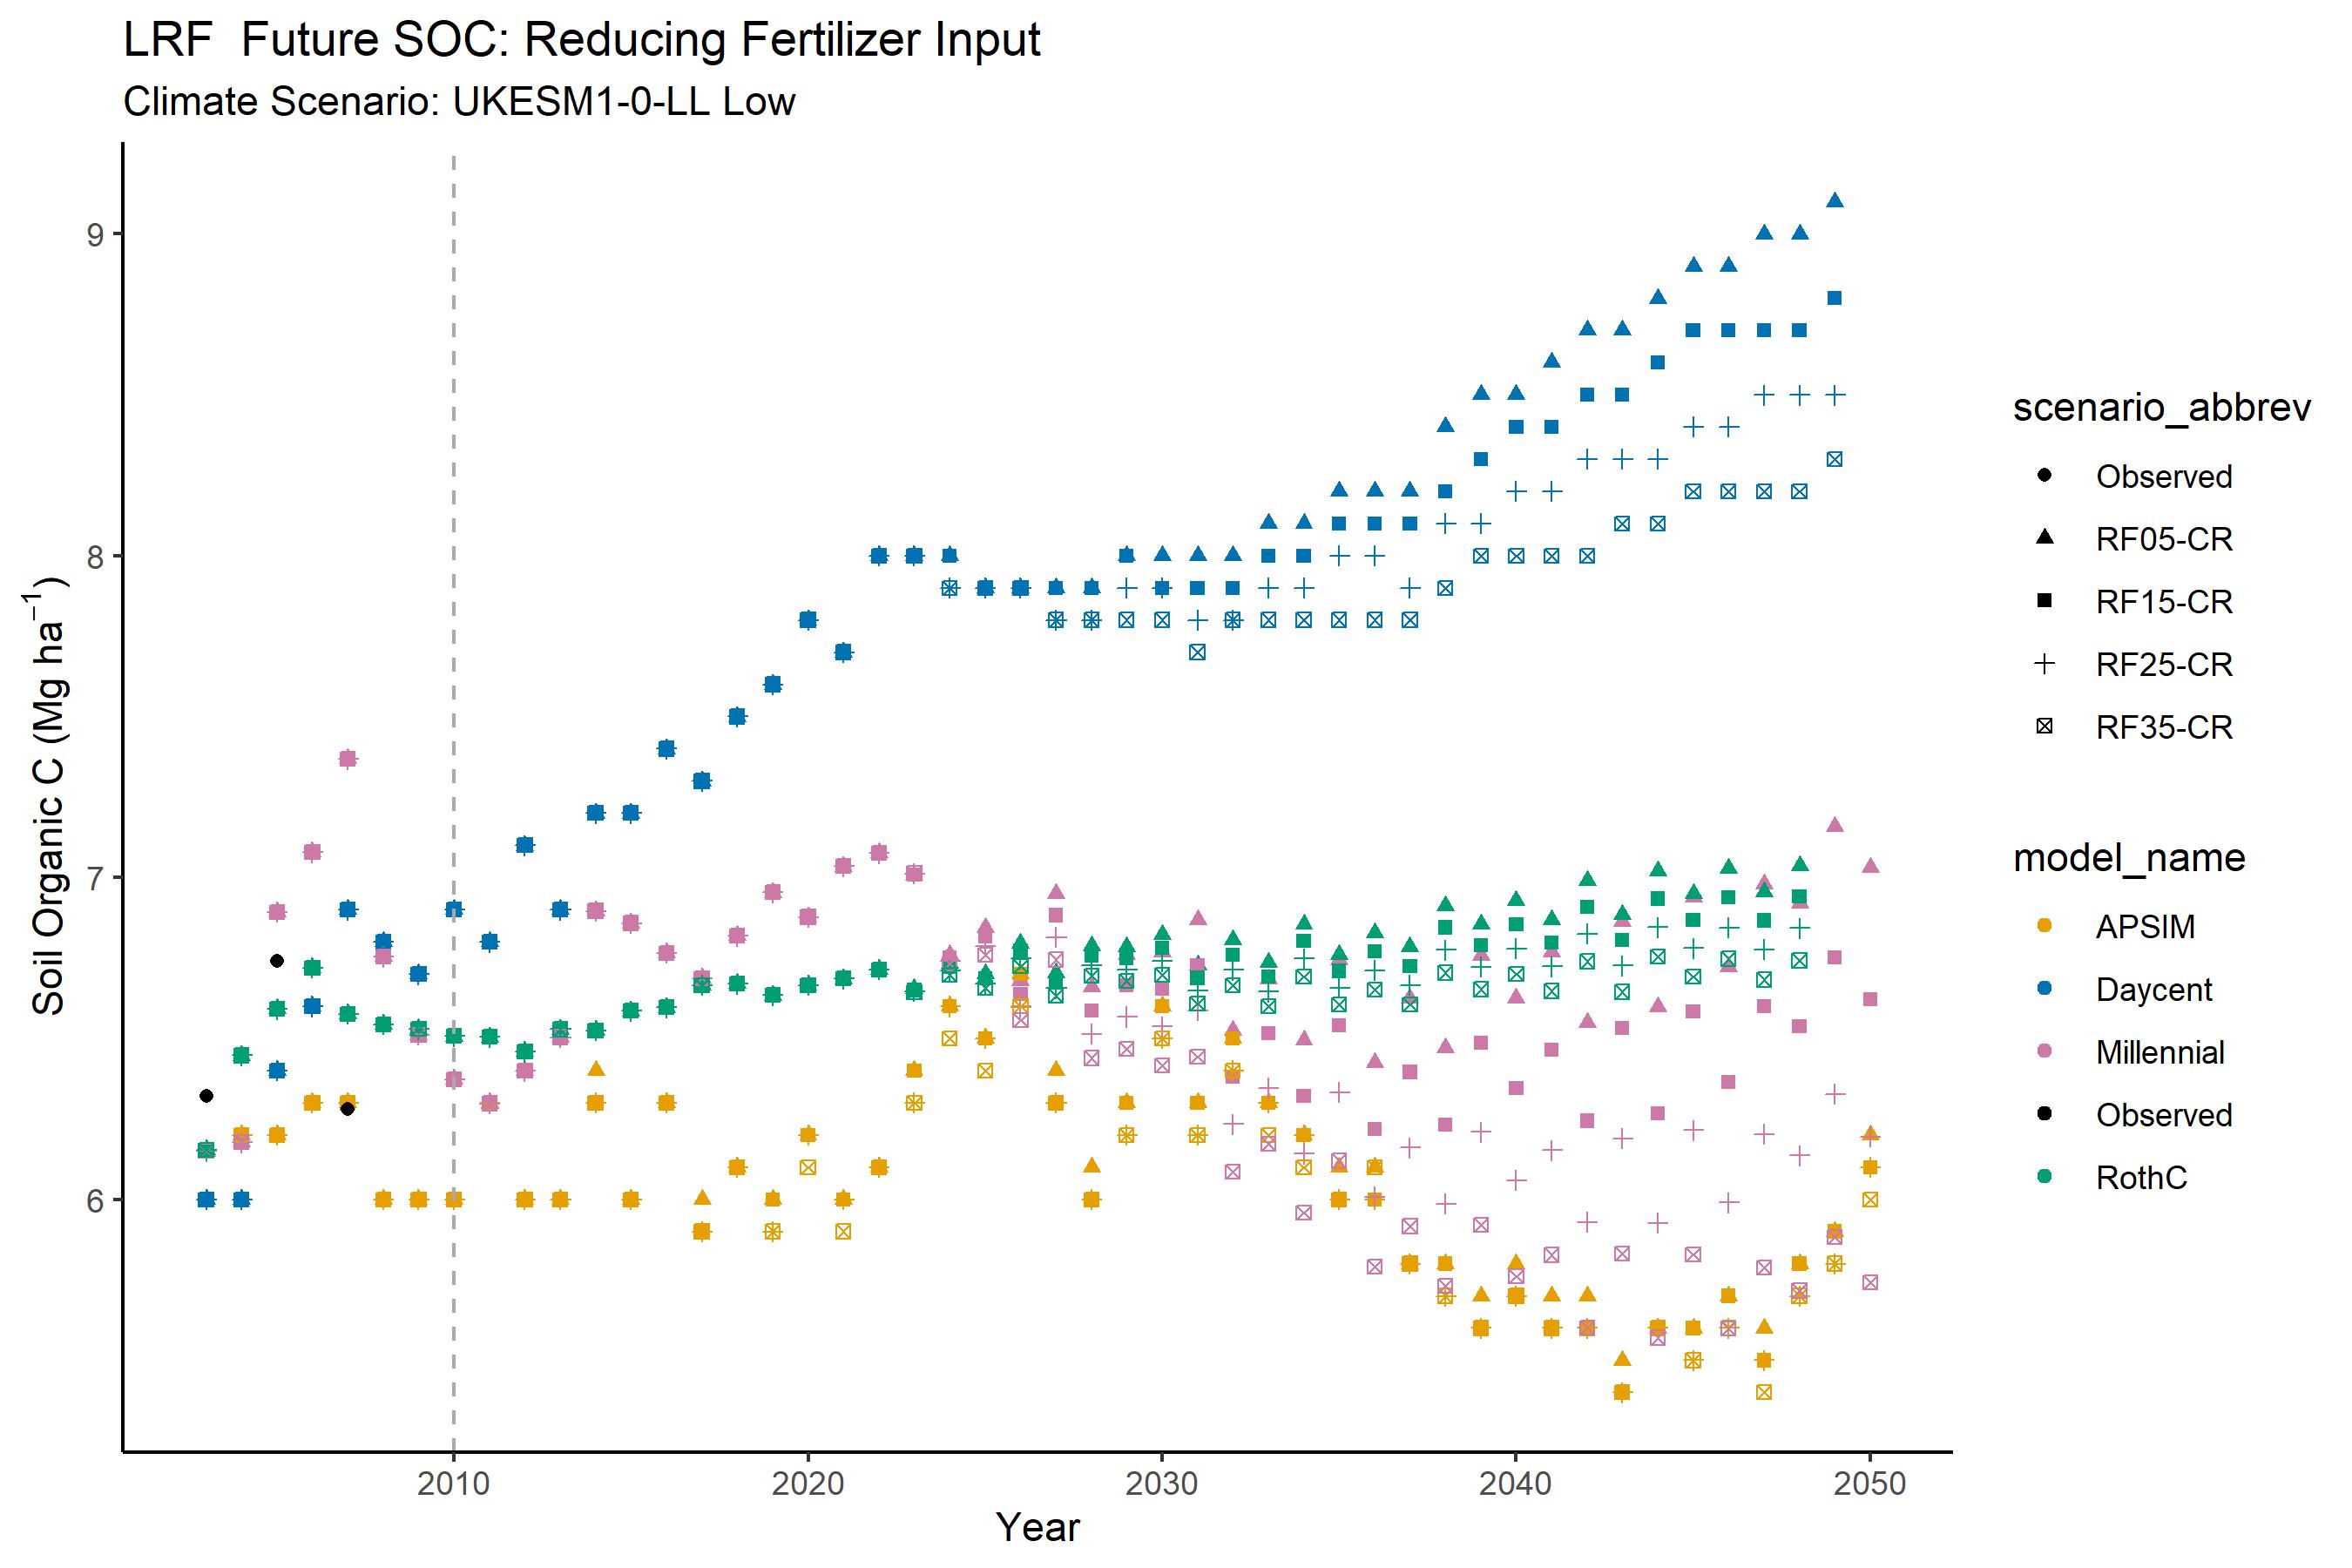 LRF  Future SOC: Reducing Fertilizer Input
Climate Scenario: UKESM1-0-LL Low
Soil Organic C (Mg ha⁻¹)
9
8
7
6
2010
2020
2030
2040
2050
Year
scenario_abbrev
Observed
RF05-CR
RF15-CR
RF25-CR
RF35-CR
model_name
APSIM
Daycent
Millennial
Observed
RothC